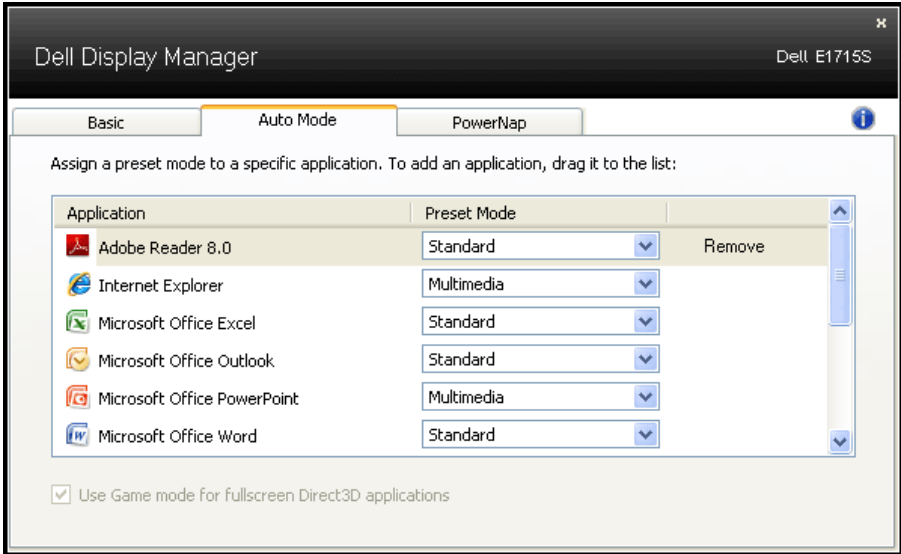 x
Dell Display Manager
Dell E1715S
Basic
Auto Mode
PowerNap
i
Assign a preset mode to a specific application. To add an application, drag it to the list:
Application Preset Mode
Adobe Reader 8.0 Standard Remove
Internet Explorer Multimedia
Microsoft Office Excel Standard
Microsoft Office Outlook Standard
Microsoft Office PowerPoint Multimedia
Microsoft Office Word Standard
Use Game mode for fullscreen Direct3D applications